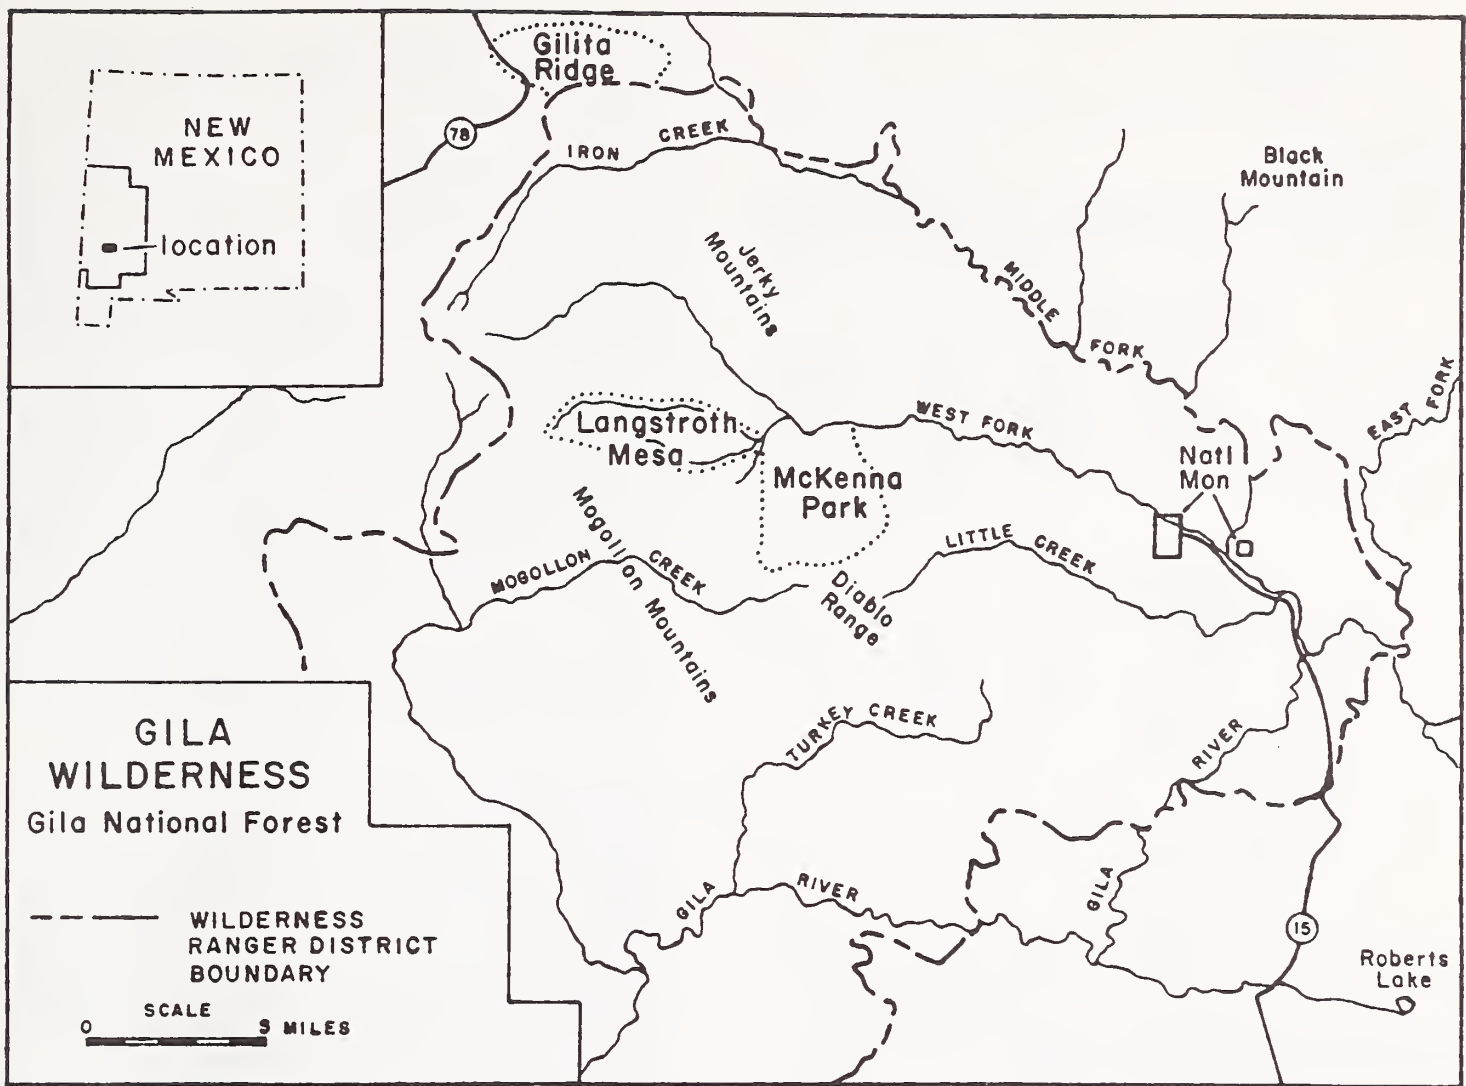 Gilita
Ridge
78
IRON CREEK
NEW
MEXICO
location
Black
Mountain
Jerky
Mountains
MIDDLE FORK
EAST FORK
WEST FORK
Langstroth
Mesa
McKenna
Park
Natl
Mon
Mogollon Mountains
MOGOLLON CREEK
LITTLE CREEK
Diablo
Range
TURKEY CREEK
RIVER
GILA
GILA RIVER
15
Roberts
Lake
GILA
WILDERNESS
Gila National Forest
WILDERNESS
RANGER DISTRICT
BOUNDARY
SCALE
0 5 MILES